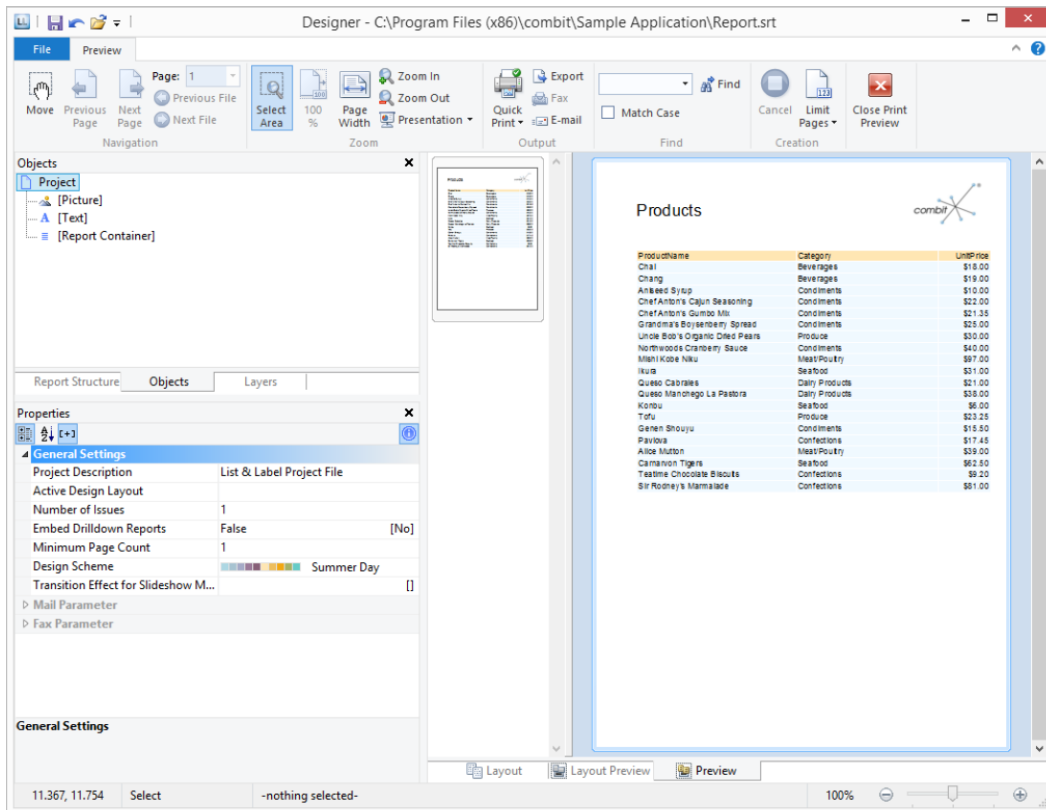 Designer - C:\Program Files (x86)\combit\Sample Application\Report.srt
File Preview
Move
Previous Page
Next Page
Page: 1
Previous File
Next File
Navigation
Select Area
100 %
Page Width
Zoom In
Zoom Out
Presentation
Zoom
Quick Print
Export
Fax
E-mail
Output
Find
Match Case
Find
Cancel
Limit Pages
Creation
Close Print Preview
Objects
Project
[Picture]
[Text]
[Report Container]
Report Structure Objects Layers
Properties
General Settings
Project Description List & Label Project File
Active Design Layout
Number of Issues 1
Embed Drilldown Reports False [No]
Minimum Page Count 1
Design Scheme Summer Day
Transition Effect for Slideshow M... []
Mail Parameter
Fax Parameter
General Settings
Products
combit
ProductName Category UnitPrice
Chai Beverages $18.00
Chang Beverages $19.00
Aniseed Syrup Condiments $10.00
Chef Anton's Cajun Seasoning Condiments $22.00
Chef Anton's Gumbo Mix Condiments $21.35
Grandma's Boysenberry Spread Condiments $25.00
Uncle Bob's Organic Dried Pears Produce $30.00
Northwoods Cranberry Sauce Condiments $40.00
Mishi Kobe Niku Meat/Poultry $97.00
Ikura Seafood $31.00
Queso Cabrales Dairy Products $21.00
Queso Manchego La Pastora Dairy Products $38.00
Konbu Seafood $6.00
Tofu Produce $23.25
Genen Shouyu Condiments $15.50
Pavlova Confections $17.45
Alice Mutton Meat/Poultry $39.00
Carnarvon Tigers Seafood $62.50
Teatime Chocolate Biscuits Confections $9.20
Sir Rodney's Marmalade Confections $81.00
Layout Layout Preview Preview
11.367, 11.754 Select -nothing selected- 100%